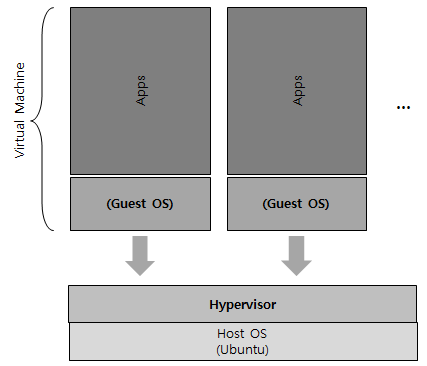 Virtual Machine
Apps
Apps
...
(Guest OS)
(Guest OS)
Hypervisor
Host OS
(Ubuntu)